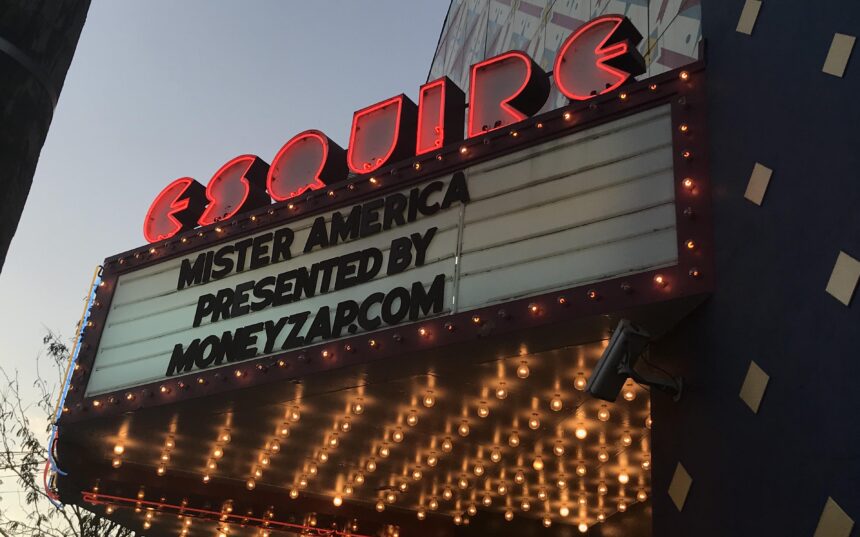 ESQUIRE
MISTER AMERICA
PRESENTED BY
MONEYZAP.COM